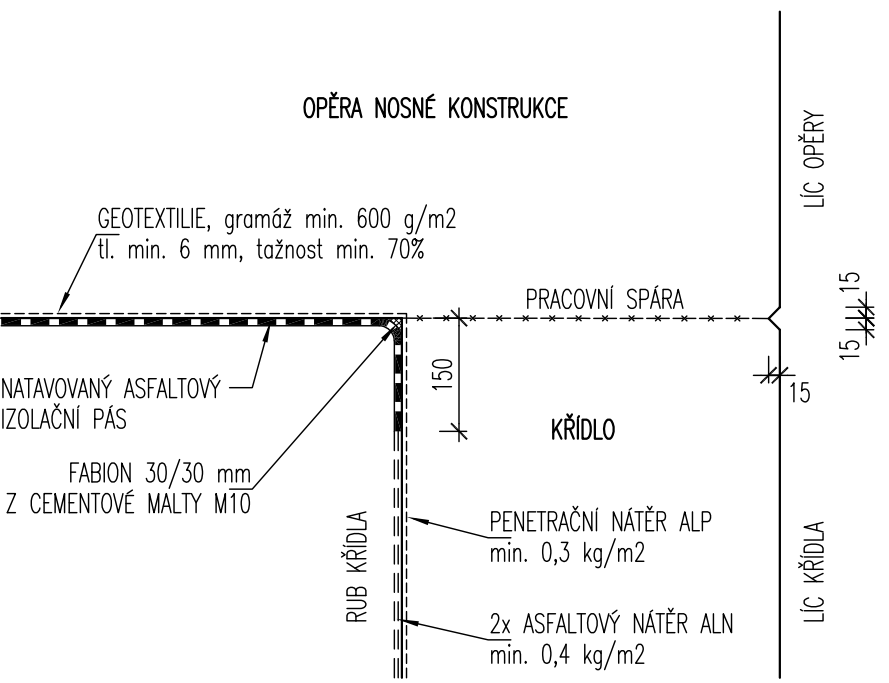 OPĚRA NOSNÉ KONSTRUKCE
LÍC OPĚRY
GEOTEXTILIE, gramáž min. 600 g/m2
tl. min. 6 mm, tažnost min. 70%
PRACOVNÍ SPÁRA
15
15
15
150
NATAVOVANÝ ASFALTOVÝ
IZOLAČNÍ PÁS
KŘÍDLO
FABION 30/30 mm
Z CEMENTOVÉ MALTY M10
RUB KŘÍDLA
PENETRAČNÍ NÁTĚR ALP
min. 0,3 kg/m2
LÍC KŘÍDLA
2x ASFALTOVÝ NÁTĚR ALN
min. 0,4 kg/m2